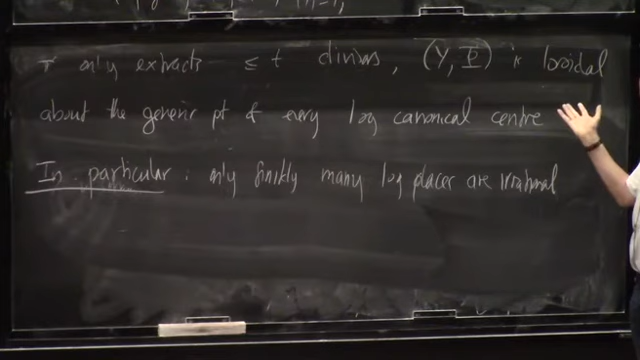 π only extracts ≤ t divisors, (Y, Φ) is toroidal
about the generic pt of every log canonical centre
In particular: only finitely many log places are irrational